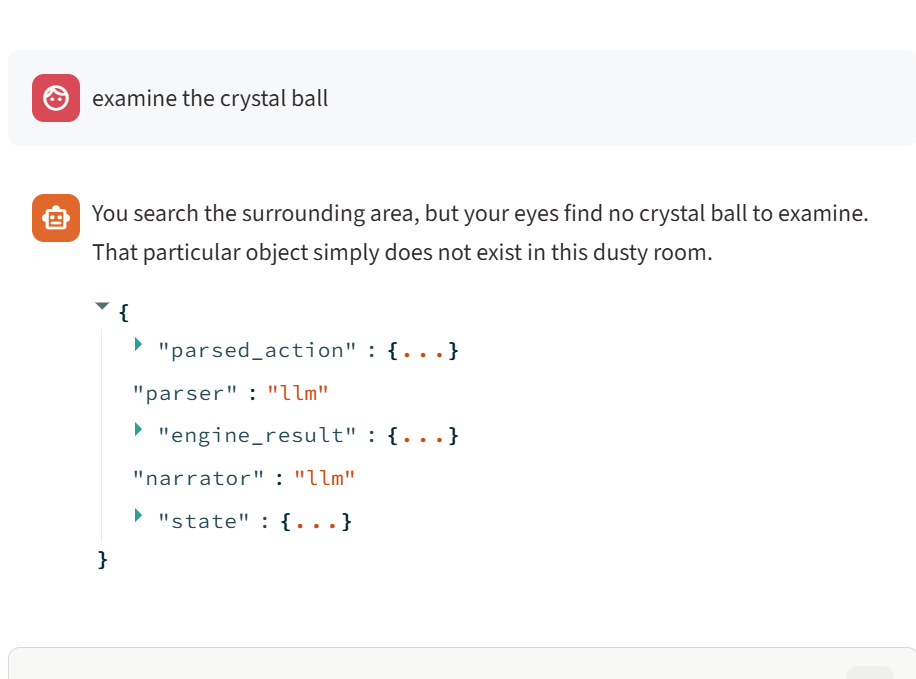 examine the crystal ball
You search the surrounding area, but your eyes find no crystal ball to examine.
That particular object simply does not exist in this dusty room.
{
"parsed_action" : {...}
"parser" : "llm"
"engine_result" : {...}
"narrator" : "llm"
"state" : {...}
}